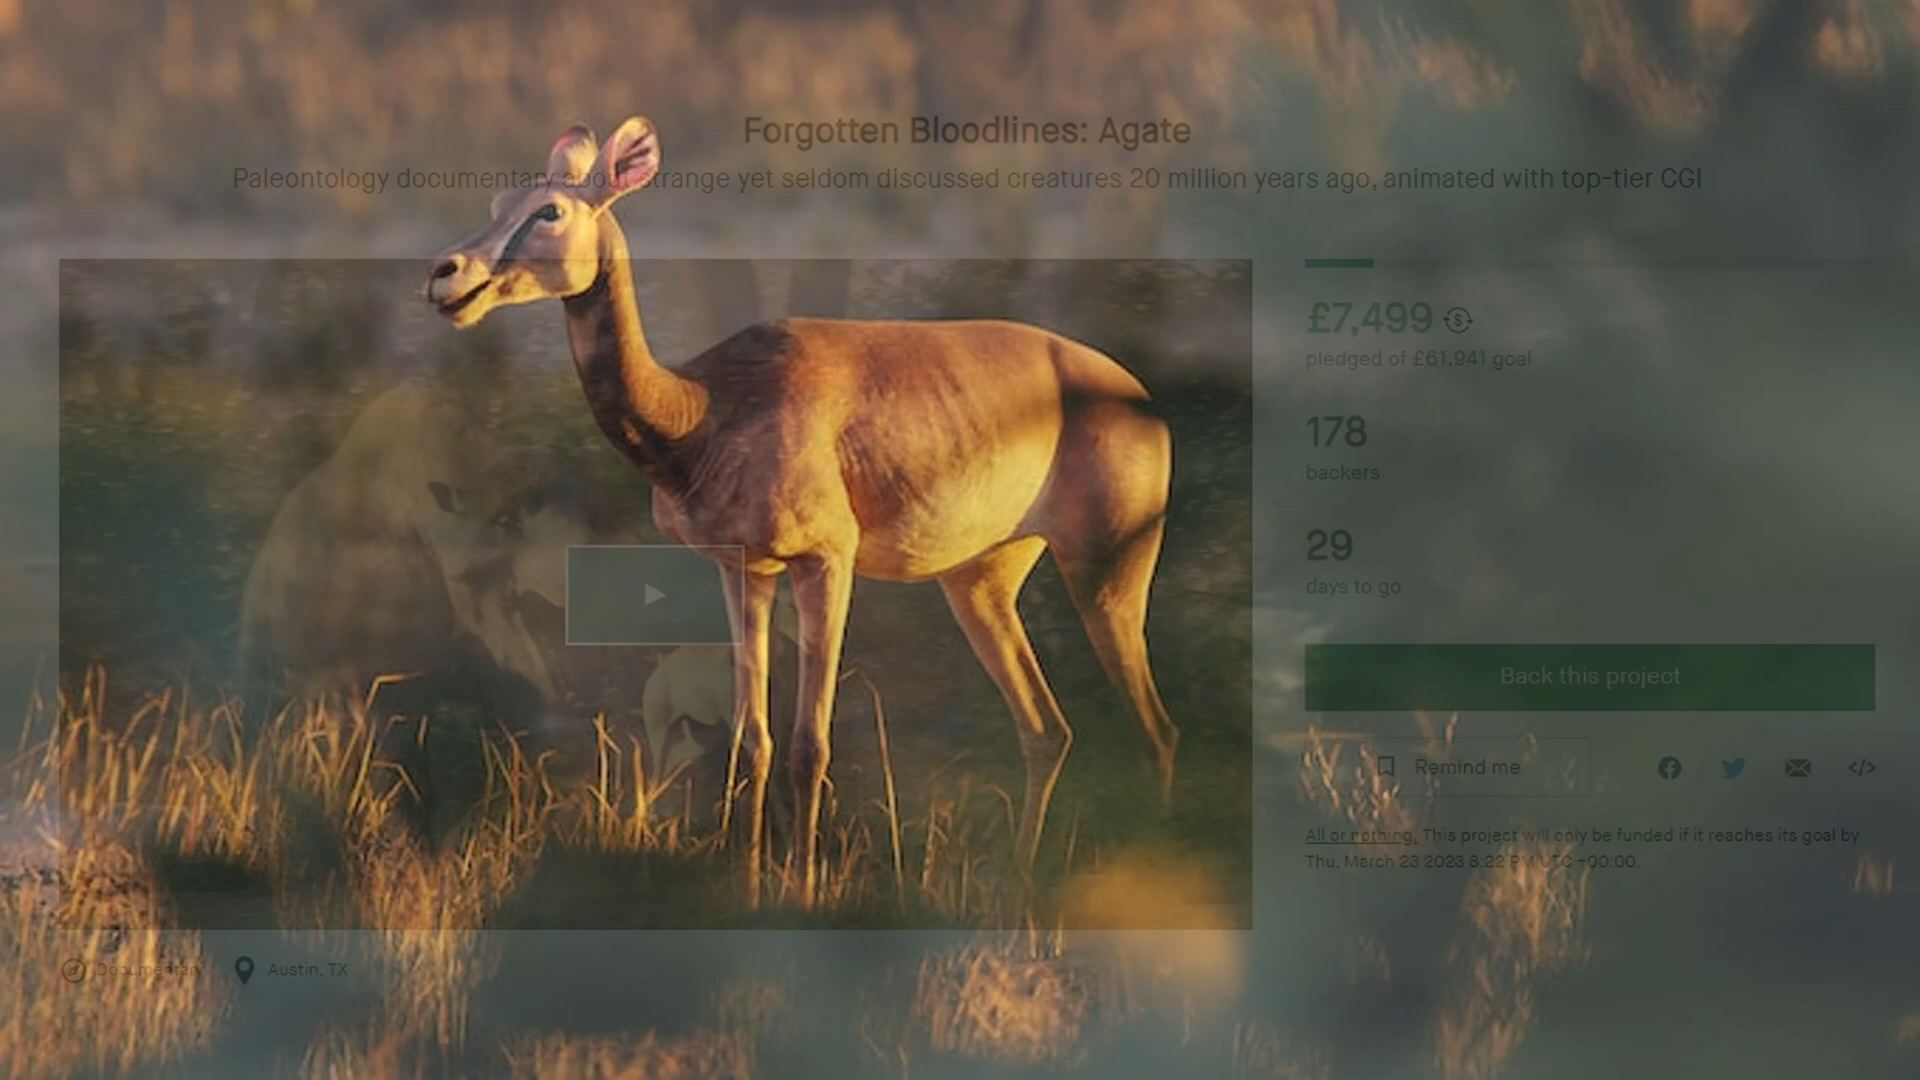 Forgotten Bloodlines: Agate
Paleontology documentary about strange yet seldom discussed creatures 20 million years ago, animated with top-tier CGI
£7,499
pledged of £61,941 goal
178
backers
29
days to go
Back this project
Remind me
All or nothing. This project will only be funded if it reaches its goal by
Thu, March 23 2023 8:22 PM UTC +00:00.
Documentary
Austin, TX